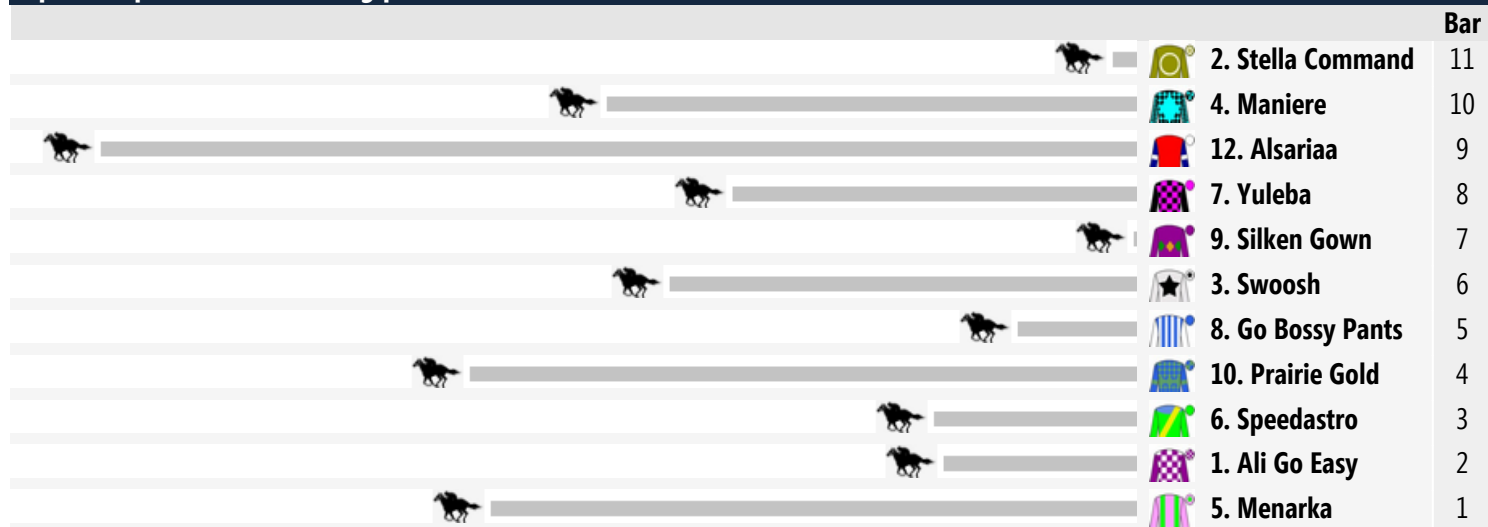 Bar
2. Stella Command 11
4. Maniere 10
12. Alsariaa 9
7. Yuleba 8
9. Silken Gown 7
3. Swoosh 6
8. Go Bossy Pants 5
10. Prairie Gold 4
6. Speedastro 3
1. Ali Go Easy 2
5. Menarka 1